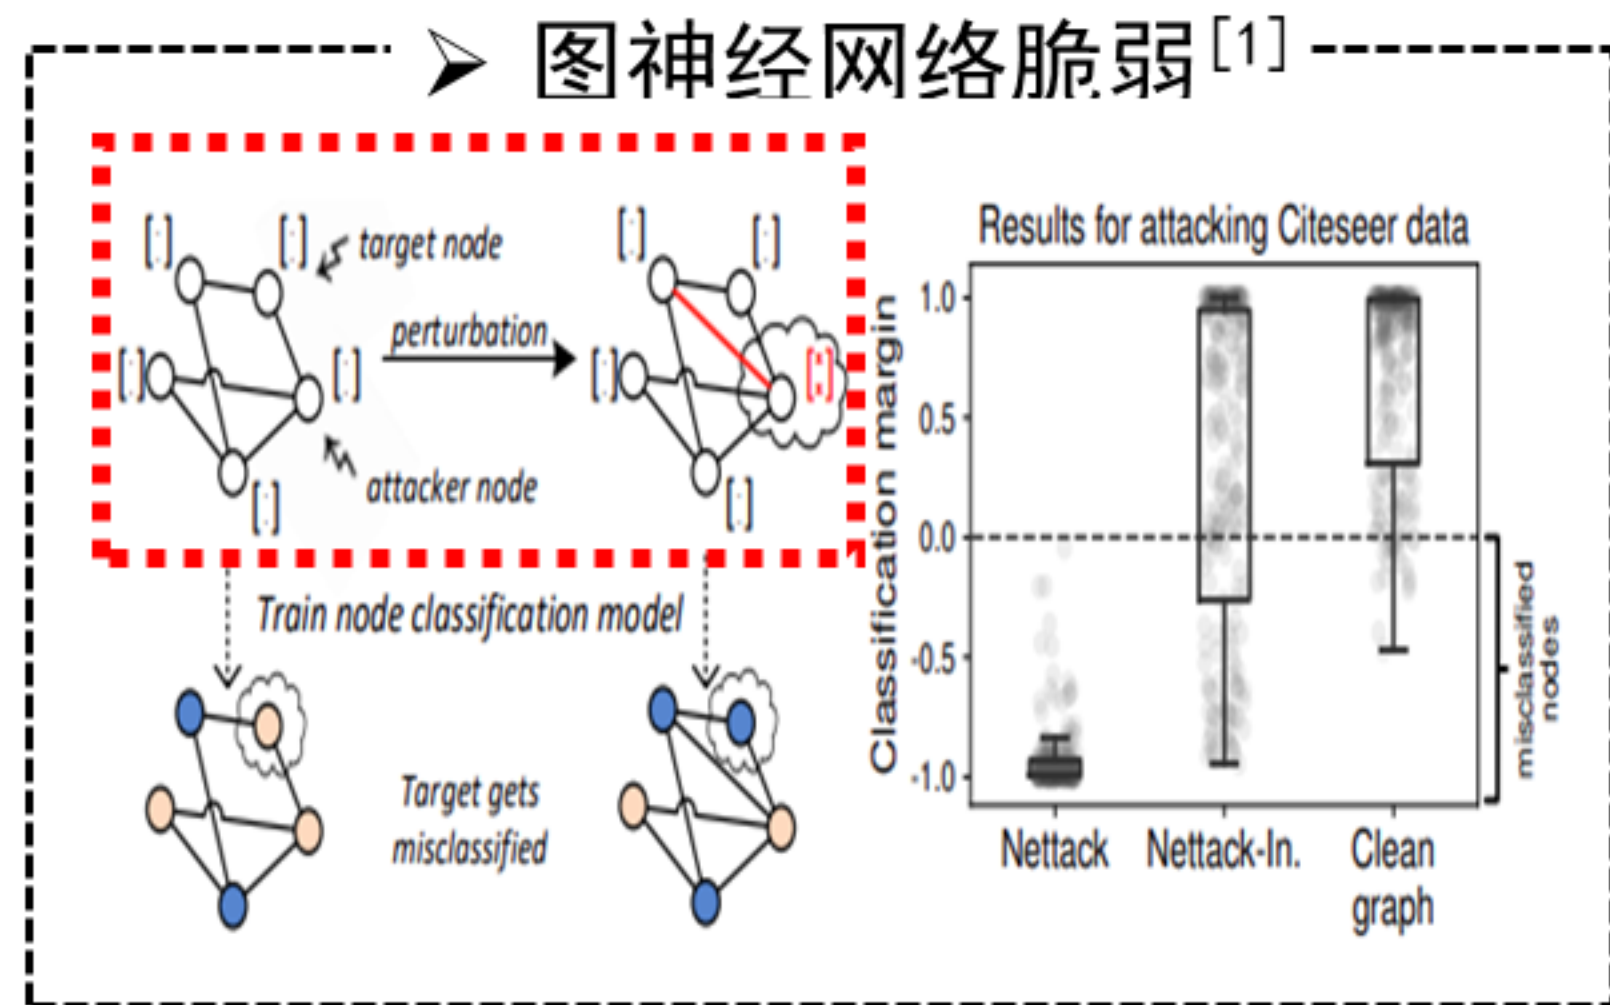 ➢ 图神经网络脆弱[1]
[:] [:] target node
perturbation
[:] [:]
attacker node
[:]
[:] [:]
[:] [:]
[:]
Train node classification model
Target gets
misclassified
Results for attacking Citeseer data
Classification margin
1.0
0.5
0.0
-0.5
-1.0
misclassified
nodes
Nettack
Nettack-In.
Clean
graph